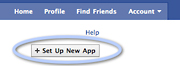 Home Profile Find Friends Account ▾
Help
+ Set Up New App